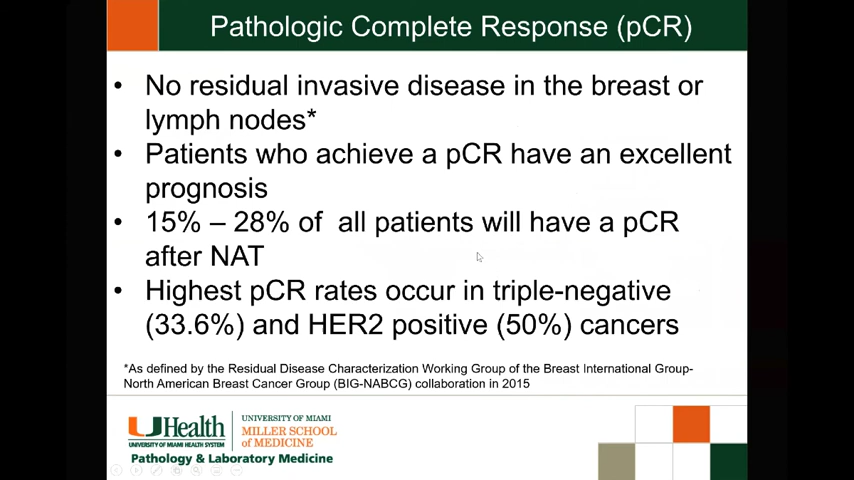 Pathologic Complete Response (pCR)
• No residual invasive disease in the breast or
lymph nodes*
• Patients who achieve a pCR have an excellent
prognosis
• 15% – 28% of all patients will have a pCR
after NAT
• Highest pCR rates occur in triple-negative
(33.6%) and HER2 positive (50%) cancers
*As defined by the Residual Disease Characterization Working Group of the Breast International Group-
North American Breast Cancer Group (BIG-NABCG) collaboration in 2015
UHealth
UNIVERSITY OF MIAMI HEALTH SYSTEM
UNIVERSITY OF MIAMI
MILLER SCHOOL
of MEDICINE
Pathology & Laboratory Medicine